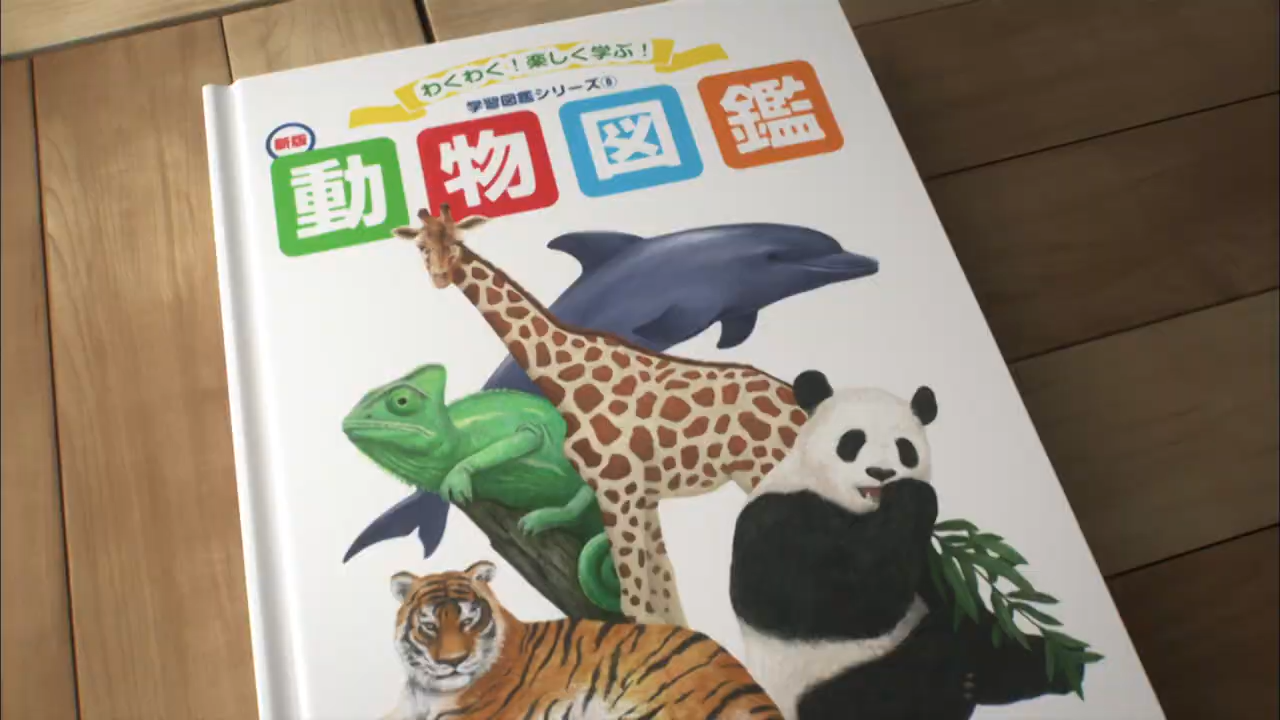 わくわく！楽しく学ぶ！
学習図鑑シリーズ⑧
新版
動物図鑑